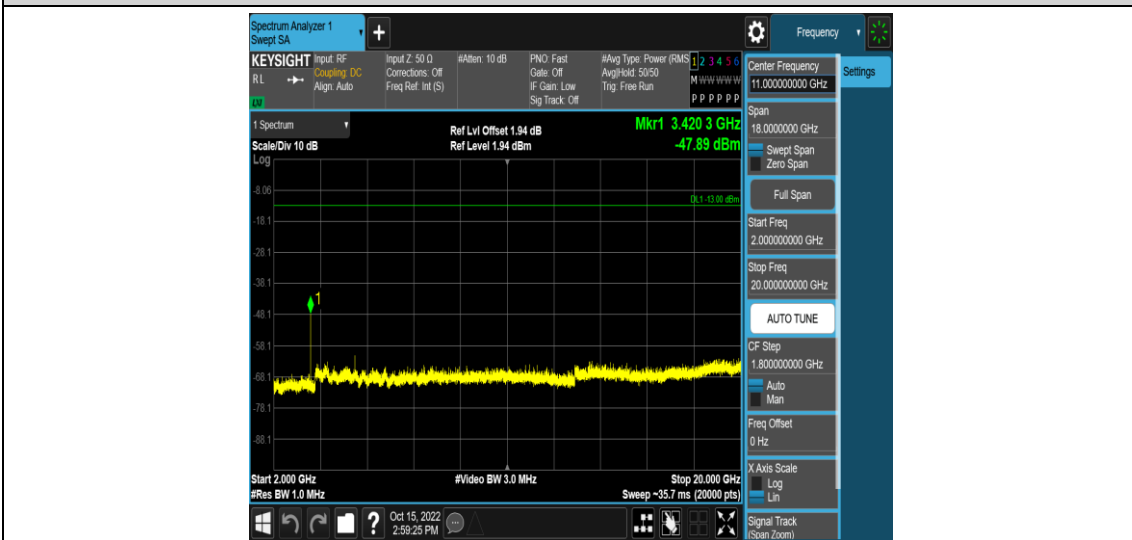 Spectrum Analyzer 1
Swept SA
Frequency
KEYSIGHT
RL
LW
Input: RF
Coupling: DC
Align: Auto
Input Z: 50 Ω
Corrections: Off
Freq Ref: Int (S)
#Atten: 10 dB
PNO: Fast
Gate: Off
IF Gain: Low
Sig Track: Off
#Avg Type: Power (RMS
Avg|Hold: 50/50
Trig: Free Run
1 2 3 4 5 6
M W W W W W
P P P P P P
Center Frequency
11.000000000 GHz
Settings
Span
18.0000000 GHz
Swept Span
Zero Span
Full Span
Start Freq
2.000000000 GHz
Stop Freq
20.000000000 GHz
AUTO TUNE
CF Step
1.800000000 GHz
Auto
Man
Freq Offset
0 Hz
X Axis Scale
Log
Lin
Signal Track
(Span Zoom)
1 Spectrum
Scale/Div 10 dB
Log
Ref Lvl Offset 1.94 dB
Ref Level 1.94 dBm
Mkr1 3.420 3 GHz
-47.89 dBm
-8.06
DL1 -13.00 dBm
-18.1
-28.1
-38.1
1
-48.1
-58.1
-68.1
-78.1
-88.1
Start 2.000 GHz
#Res BW 1.0 MHz
#Video BW 3.0 MHz
Stop 20.000 GHz
Sweep ~35.7 ms (20000 pts)
Oct 15, 2022
2:59:25 PM